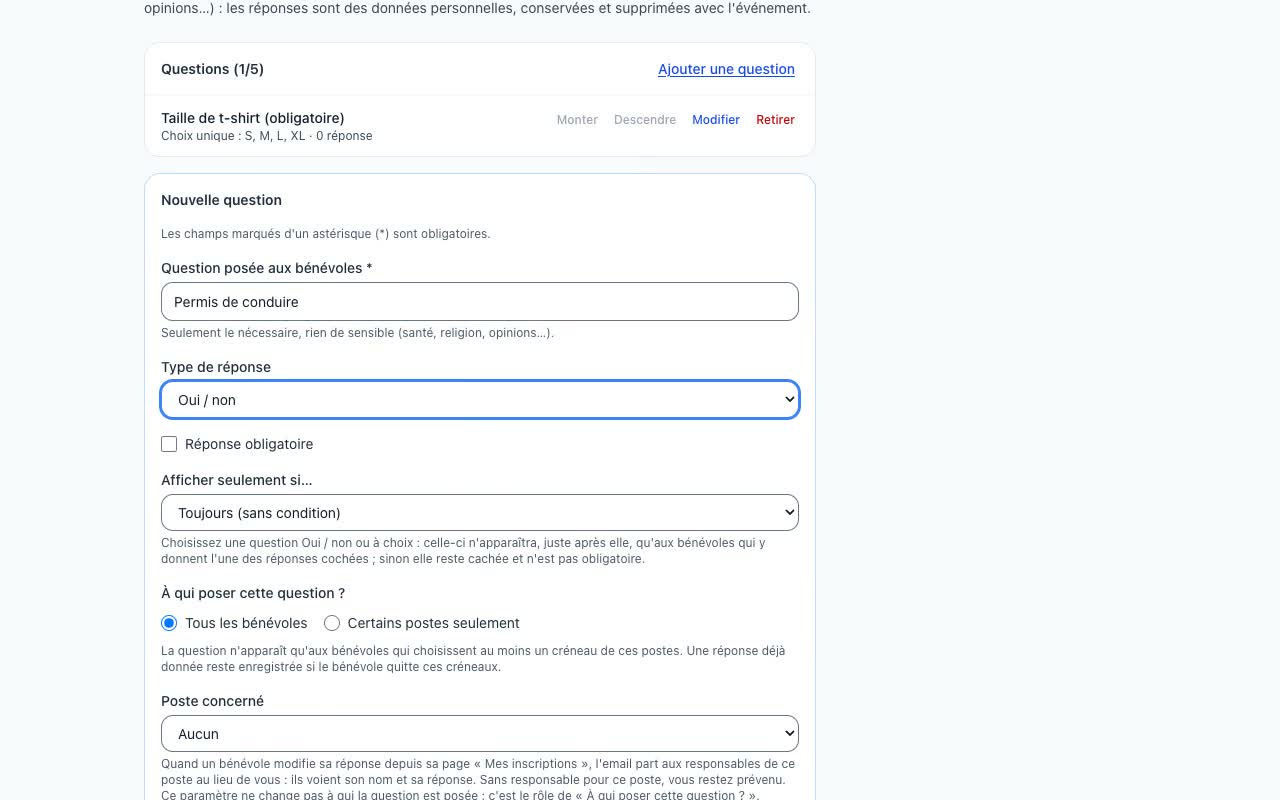 opinions…) : les réponses sont des données personnelles, conservées et supprimées avec l'événement.
Questions (1/5)
Ajouter une question
Taille de t-shirt (obligatoire)
Monter
Descendre
Modifier
Retirer
Choix unique : S, M, L, XL · 0 réponse
Nouvelle question
Les champs marqués d'un astérisque (*) sont obligatoires.
Question posée aux bénévoles *
Permis de conduire
Seulement le nécessaire, rien de sensible (santé, religion, opinions…).
Type de réponse
Oui / non
Réponse obligatoire
Afficher seulement si…
Toujours (sans condition)
Choisissez une question Oui / non ou à choix : celle-ci n'apparaîtra, juste après elle, qu'aux bénévoles qui y
donnent l'une des réponses cochées ; sinon elle reste cachée et n'est pas obligatoire.
À qui poser cette question ?
Tous les bénévoles
Certains postes seulement
La question n'apparaît qu'aux bénévoles qui choisissent au moins un créneau de ces postes. Une réponse déjà
donnée reste enregistrée si le bénévole quitte ces créneaux.
Poste concerné
Aucun
Quand un bénévole modifie sa réponse depuis sa page « Mes inscriptions », l'email part aux responsables de ce
poste au lieu de vous : ils voient son nom et sa réponse. Sans responsable pour ce poste, vous restez prévenu.
Ce paramètre ne change pas à qui la question est posée : c'est le rôle de « À qui poser cette question ? ».